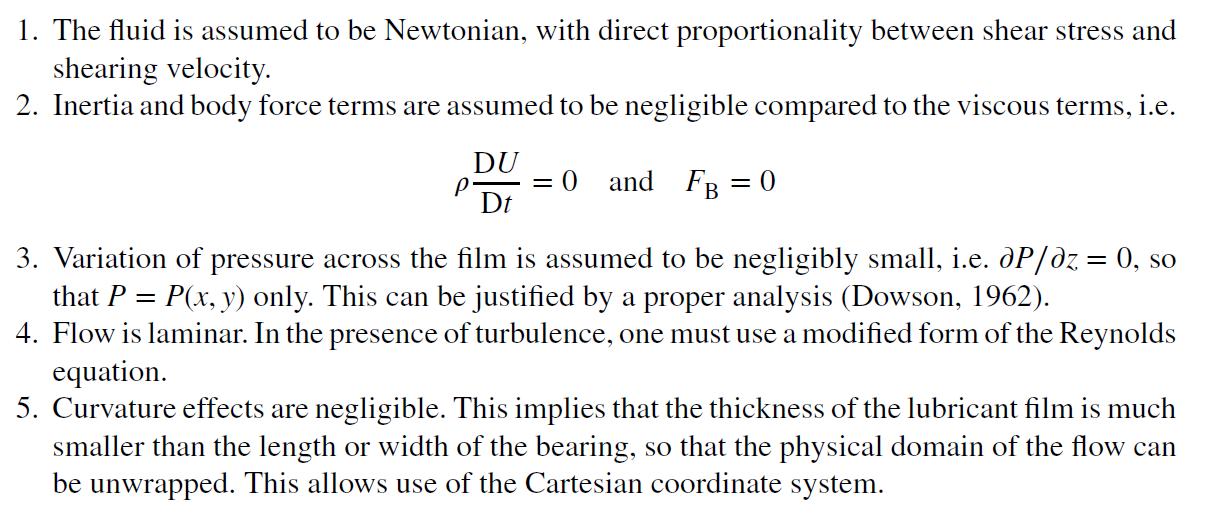 1. The fluid is assumed to be Newtonian, with direct proportionality between shear stress and
shearing velocity.
2. Inertia and body force terms are assumed to be negligible compared to the viscous terms, i.e.
ρ DU/Dt = 0 and F_B = 0
3. Variation of pressure across the film is assumed to be negligibly small, i.e. ∂P/∂z = 0, so
that P = P(x, y) only. This can be justified by a proper analysis (Dowson, 1962).
4. Flow is laminar. In the presence of turbulence, one must use a modified form of the Reynolds
equation.
5. Curvature effects are negligible. This implies that the thickness of the lubricant film is much
smaller than the length or width of the bearing, so that the physical domain of the flow can
be unwrapped. This allows use of the Cartesian coordinate system.